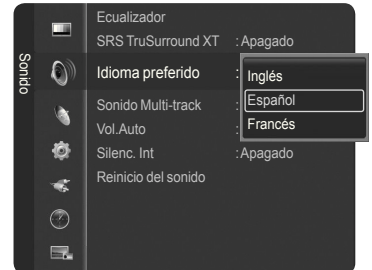 Sonido
Ecualizador
SRS TruSurround XT : Apagado
Idioma preferido :
Inglés
Español
Francés
Sonido Multi-track :
Vol.Auto :
Silenc. Int : Apagado
Reinicio del sonido